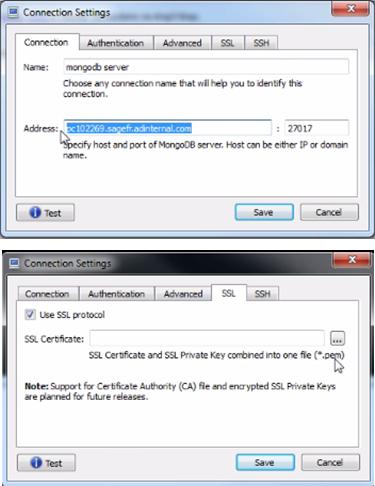 Connection Settings
Connection Authentication Advanced SSL SSH
Name: mongodb server
Choose any connection name that will help you to identify this
connection.
Address: pc102269.sagefr.adinternal.com : 27017
Specify host and port of MongoDB server. Host can be either IP or domain
name.
Test Save Cancel
Connection Settings
Connection Authentication Advanced SSL SSH
Use SSL protocol
SSL Certificate: ...
SSL Certificate and SSL Private Key combined into one file (*.pem)
Note: Support for Certificate Authority (CA) file and encrypted SSL Private Keys
are planned for future releases.
Test Save Cancel